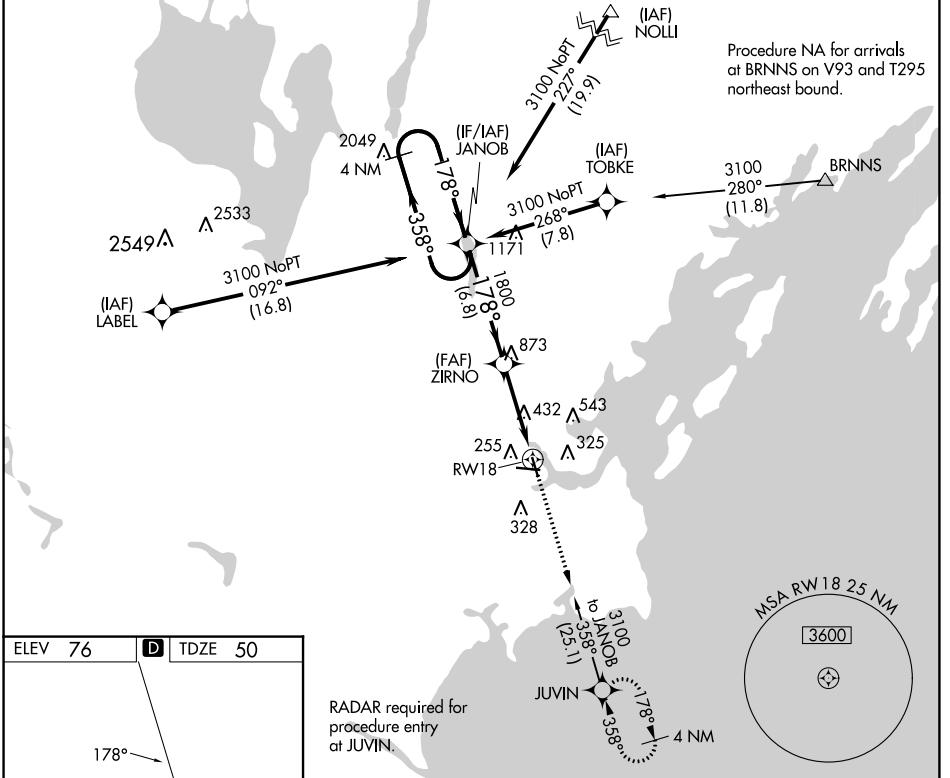 (IAF)
NOLLI
3100 NoPT
227°
(19.9)
Procedure NA for arrivals
at BRNNS on V93 and T295
northeast bound.
2049
4 NM
(IF/IAF)
JANOB
(IAF)
TOBKE
BRNNS
3100
280°
(11.8)
178°
358°
3100 NoPT
268°
(7.8)
1171
2533
2549
3100 NoPT
092°
(16.8)
(IAF)
LABEL
1800
178°
(6.8)
873
(FAF)
ZIRNO
432
543
255
325
RW18
328
MSA RW18 25 NM
3600
3100
to JANOB
358°
(25.1)
JUVIN
178°
358°
4 NM
RADAR required for
procedure entry
at JUVIN.
ELEV 76 D TDZE 50
178°